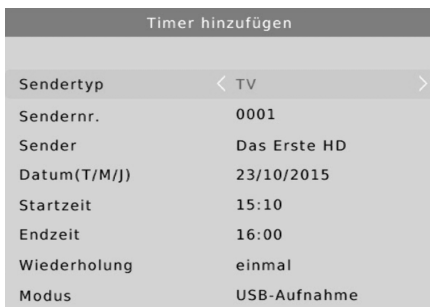 Timer hinzufügen
Sendertyp TV
Sendernr. 0001
Sender Das Erste HD
Datum(T/M/J) 23/10/2015
Startzeit 15:10
Endzeit 16:00
Wiederholung einmal
Modus USB-Aufnahme